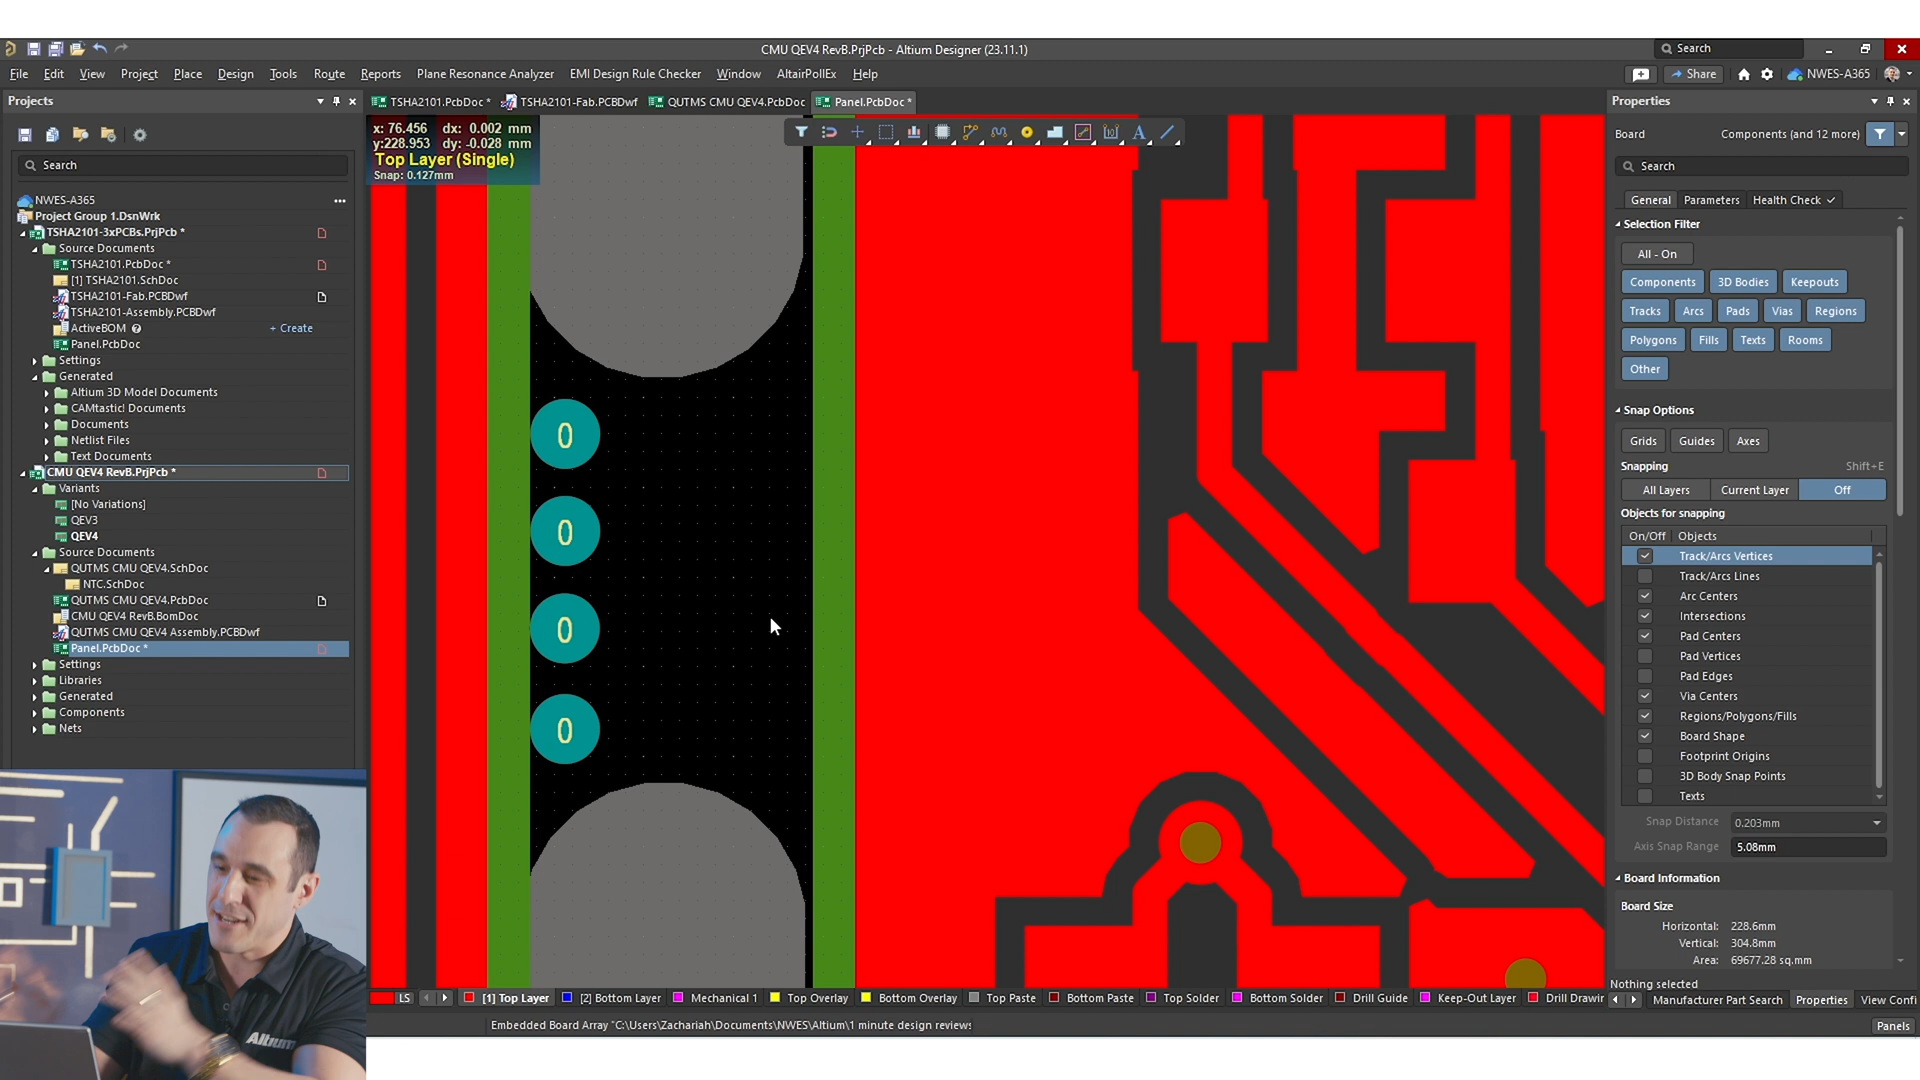 CMU QEV4 RevB.PrjPcb - Altium Designer (23.11.1)
Search
File Edit View Project Place Design Tools Route Reports Plane Resonance Analyzer EMI Design Rule Checker Window AltairPollEx Help
Share
NWES-A365
Projects
TSHA2101.PcbDoc * TSHA2101-Fab.PCBDwf QUTMS CMU QEV4.PcbDoc Panel.PcbDoc *
Search
NWES-A365
Project Group 1.DsnWrk
TSHA2101-3xPCBs.PrjPcb *
Source Documents
TSHA2101.PcbDoc *
[1] TSHA2101.SchDoc
TSHA2101-Fab.PCBDwf
TSHA2101-Assembly.PCBDwf
ActiveBOM + Create
Panel.PcbDoc
Settings
Generated
Altium 3D Model Documents
CAMtastic! Documents
Documents
Netlist Files
Text Documents
CMU QEV4 RevB.PrjPcb *
Variants
[No Variations]
QEV3
QEV4
Source Documents
QUTMS CMU QEV4.SchDoc
NTC.SchDoc
QUTMS CMU QEV4.PcbDoc
CMU QEV4 RevB.BomDoc
QUTMS CMU QEV4 Assembly.PCBDwf
Panel.PcbDoc *
Settings
Libraries
Generated
Components
Nets
x: 76.456 dx: 0.002 mm
y:228.953 dy: -0.028 mm
Top Layer (Single)
Snap: 0.127mm
0
0
0
0
Properties
Board Components (and 12 more)
Search
General Parameters Health Check
Selection Filter
All - On
Components 3D Bodies Keepouts
Tracks Arcs Pads Vias Regions
Polygons Fills Texts Rooms
Other
Snap Options
Grids Guides Axes
Snapping Shift+E
All Layers Current Layer Off
Objects for snapping
On/Off Objects
Track/Arcs Vertices
Track/Arcs Lines
Arc Centers
Intersections
Pad Centers
Pad Vertices
Pad Edges
Via Centers
Regions/Polygons/Fills
Board Shape
Footprint Origins
3D Body Snap Points
Texts
Snap Distance 0.203mm
Axis Snap Range 5.08mm
Board Information
Board Size
Horizontal: 228.6mm
Vertical: 304.8mm
Area: 69677.28 sq.mm
Nothing selected
Manufacturer Part Search Properties View Confi
LS [1] Top Layer [2] Bottom Layer Mechanical 1 Top Overlay Bottom Overlay Top Paste Bottom Paste Top Solder Bottom Solder Drill Guide Keep-Out Layer Drill Drawin
Embedded Board Array "C:\Users\Zachariah\Documents\NWES\Altium\1 minute design reviews
Panels
Altium